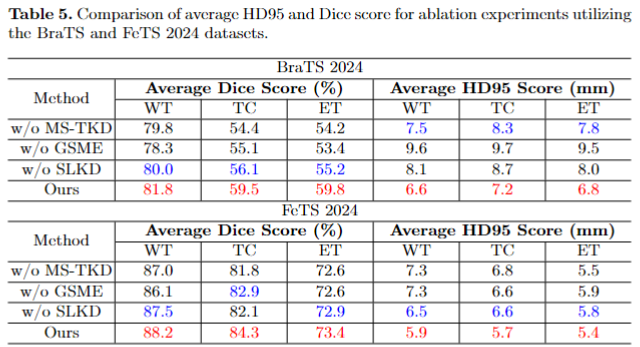 Table 5. Comparison of average HD95 and Dice score for ablation experiments utilizing
the BraTS and FeTS 2024 datasets.
BraTS 2024
Method Average Dice Score (%) Average HD95 Score (mm)
WT TC ET WT TC ET
w/o MS-TKD 79.8 54.4 54.2 7.5 8.3 7.8
w/o GSME 78.3 55.1 53.4 9.6 9.7 9.5
w/o SLKD 80.0 56.1 55.2 8.1 8.7 8.0
Ours 81.8 59.5 59.8 6.6 7.2 6.8
FeTS 2024
Method Average Dice Score (%) Average HD95 Score (mm)
WT TC ET WT TC ET
w/o MS-TKD 87.0 81.8 72.6 7.3 6.8 5.5
w/o GSME 86.1 82.9 72.6 7.3 6.6 5.9
w/o SLKD 87.5 82.1 72.9 6.5 6.6 5.8
Ours 88.2 84.3 73.4 5.9 5.7 5.4